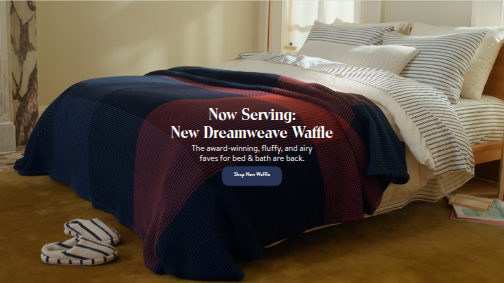 Now Serving:
New Dreamweave Waffle
The award-winning, fluffy, and airy
faves for bed & bath are back.
Shop New Waffle